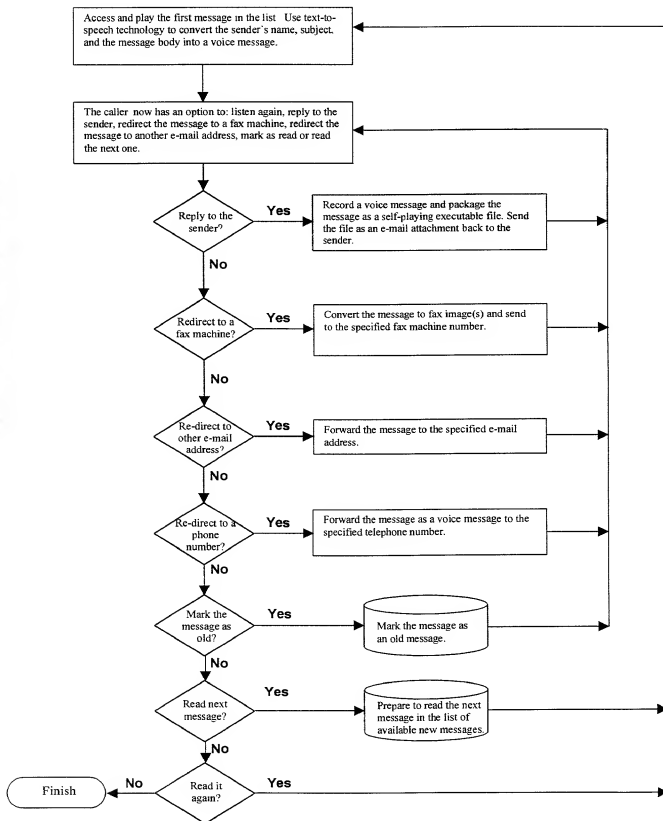 Access and play the first message in the list Use text-to-
speech technology to convert the sender's name, subject,
and the message body into a voice message.
The caller now has an option to: listen again, reply to the
sender, redirect the message to a fax machine, redirect the
message to another e-mail address, mark as read or read
the next one.
Reply to the
sender?
Yes
Record a voice message and package the
message as a self-playing executable file. Send
the file as an e-mail attachment back to the
sender.
No
Redirect to a
fax machine?
Yes
Convert the message to fax image(s) and send
to the specified fax machine number.
No
Re-direct to
other e-mail
address?
Yes
Forward the message to the specified e-mail
address.
No
Re-direct to a
phone
number?
Yes
Forward the message as a voice message to the
specified telephone number.
No
Mark the
message as
old?
Yes
Mark the message as
an old message.
No
Read next
message?
Yes
Prepare to read the next
message in the list of
available new messages.
No
Read it
again?
Yes
No
Finish